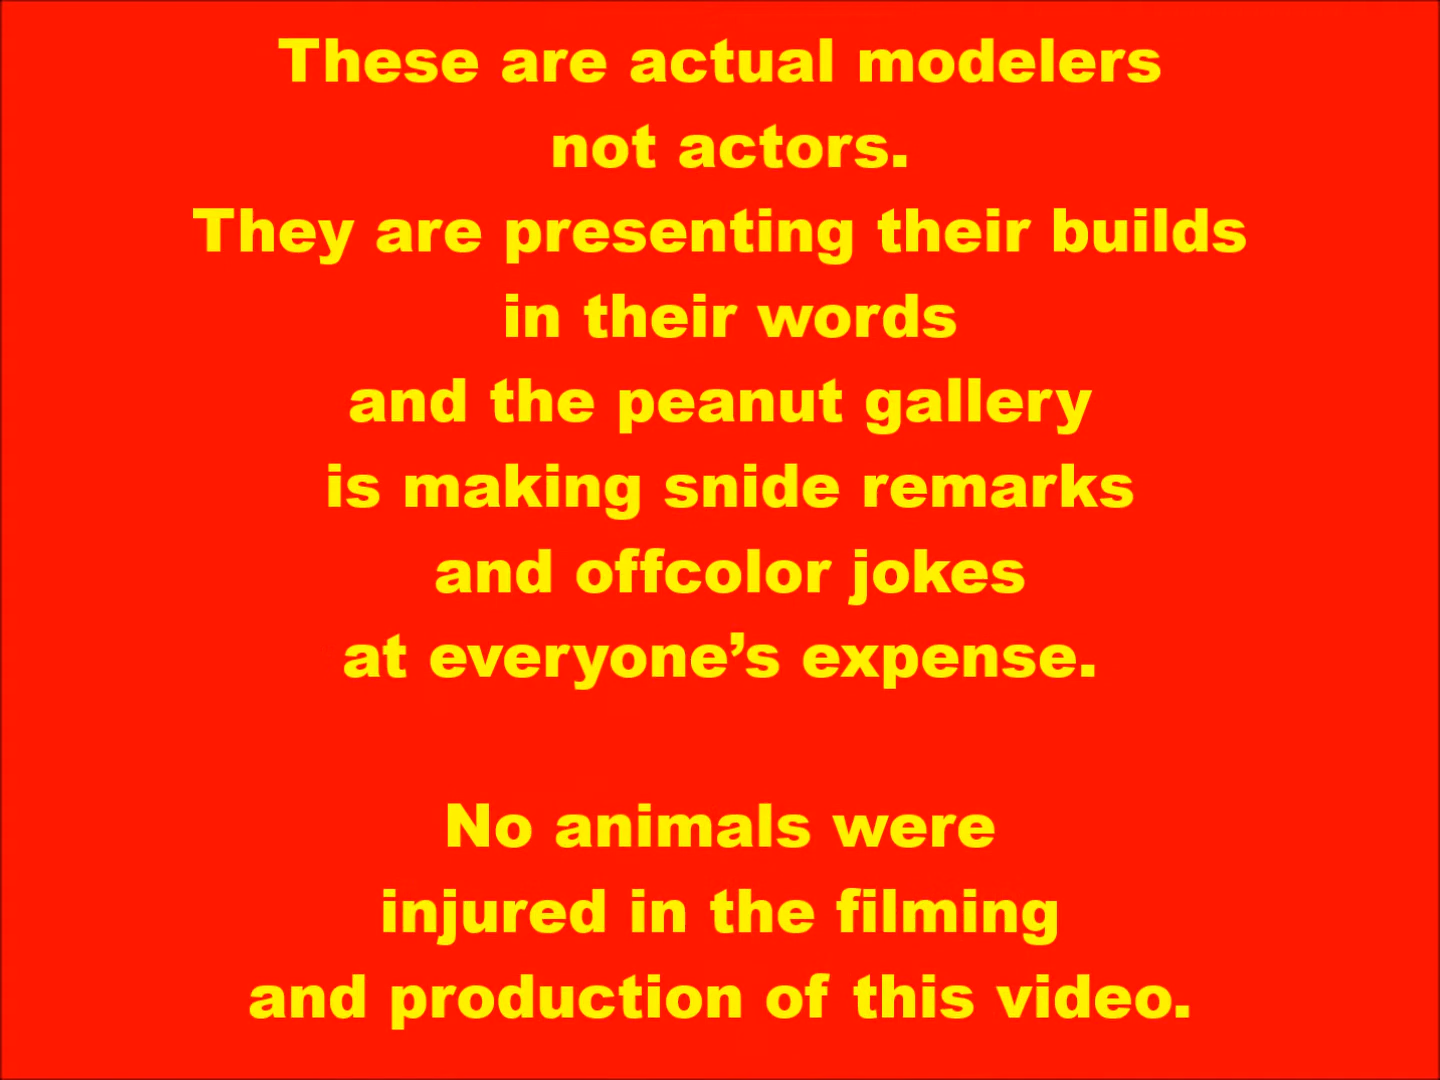 These are actual modelers
not actors.
They are presenting their builds
in their words
and the peanut gallery
is making snide remarks
and offcolor jokes
at everyone’s expense.
No animals were
injured in the filming
and production of this video.